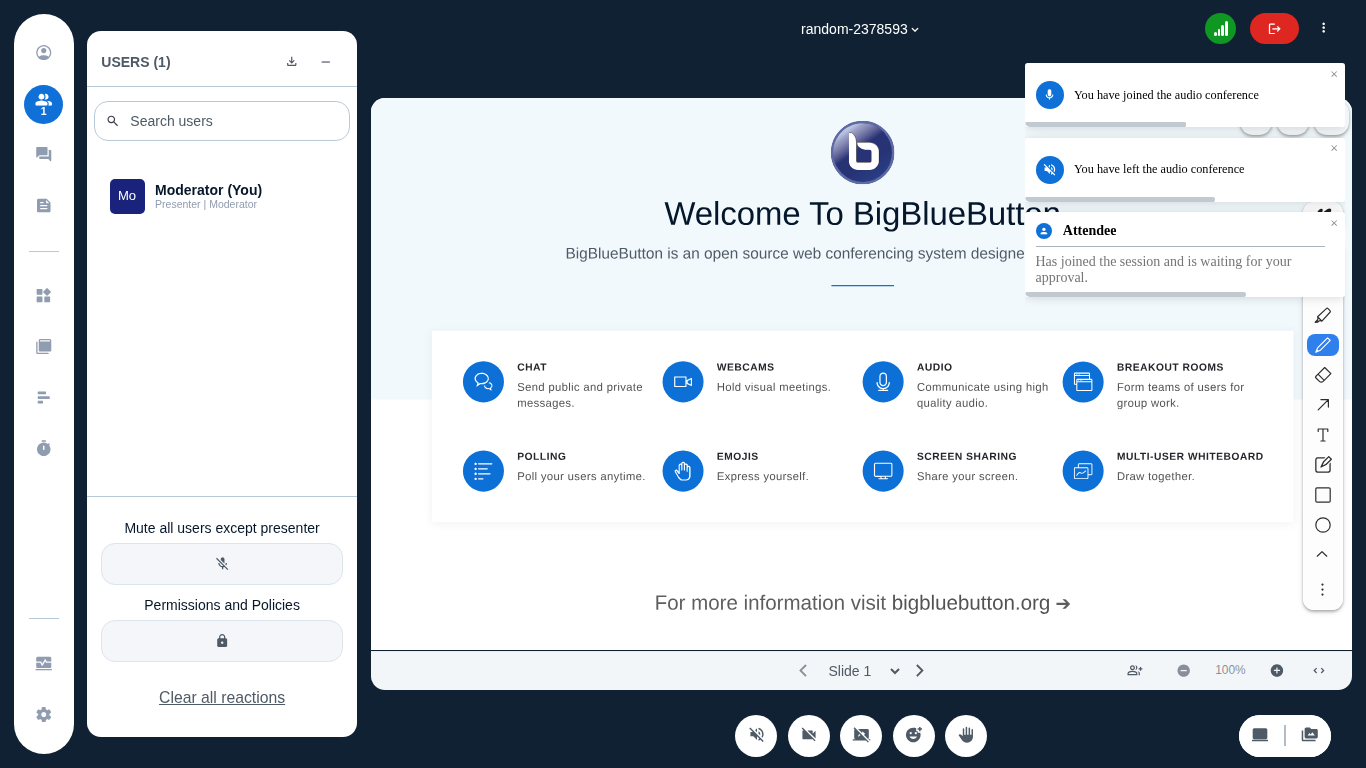 random-2378593
1
USERS (1)
Search users
Mo
Moderator (You)
Presenter | Moderator
Mute all users except presenter
Permissions and Policies
Clear all reactions
You have joined the audio conference
You have left the audio conference
Attendee
Has joined the session and is waiting for your
approval.
b
Welcome To BigBlueButton
BigBlueButton is an open source web conferencing system designe
CHAT
Send public and private
messages.
WEBCAMS
Hold visual meetings.
AUDIO
Communicate using high
quality audio.
BREAKOUT ROOMS
Form teams of users for
group work.
POLLING
Poll your users anytime.
EMOJIS
Express yourself.
SCREEN SHARING
Share your screen.
MULTI-USER WHITEBOARD
Draw together.
For more information visit bigbluebutton.org ➔
Slide 1
100%